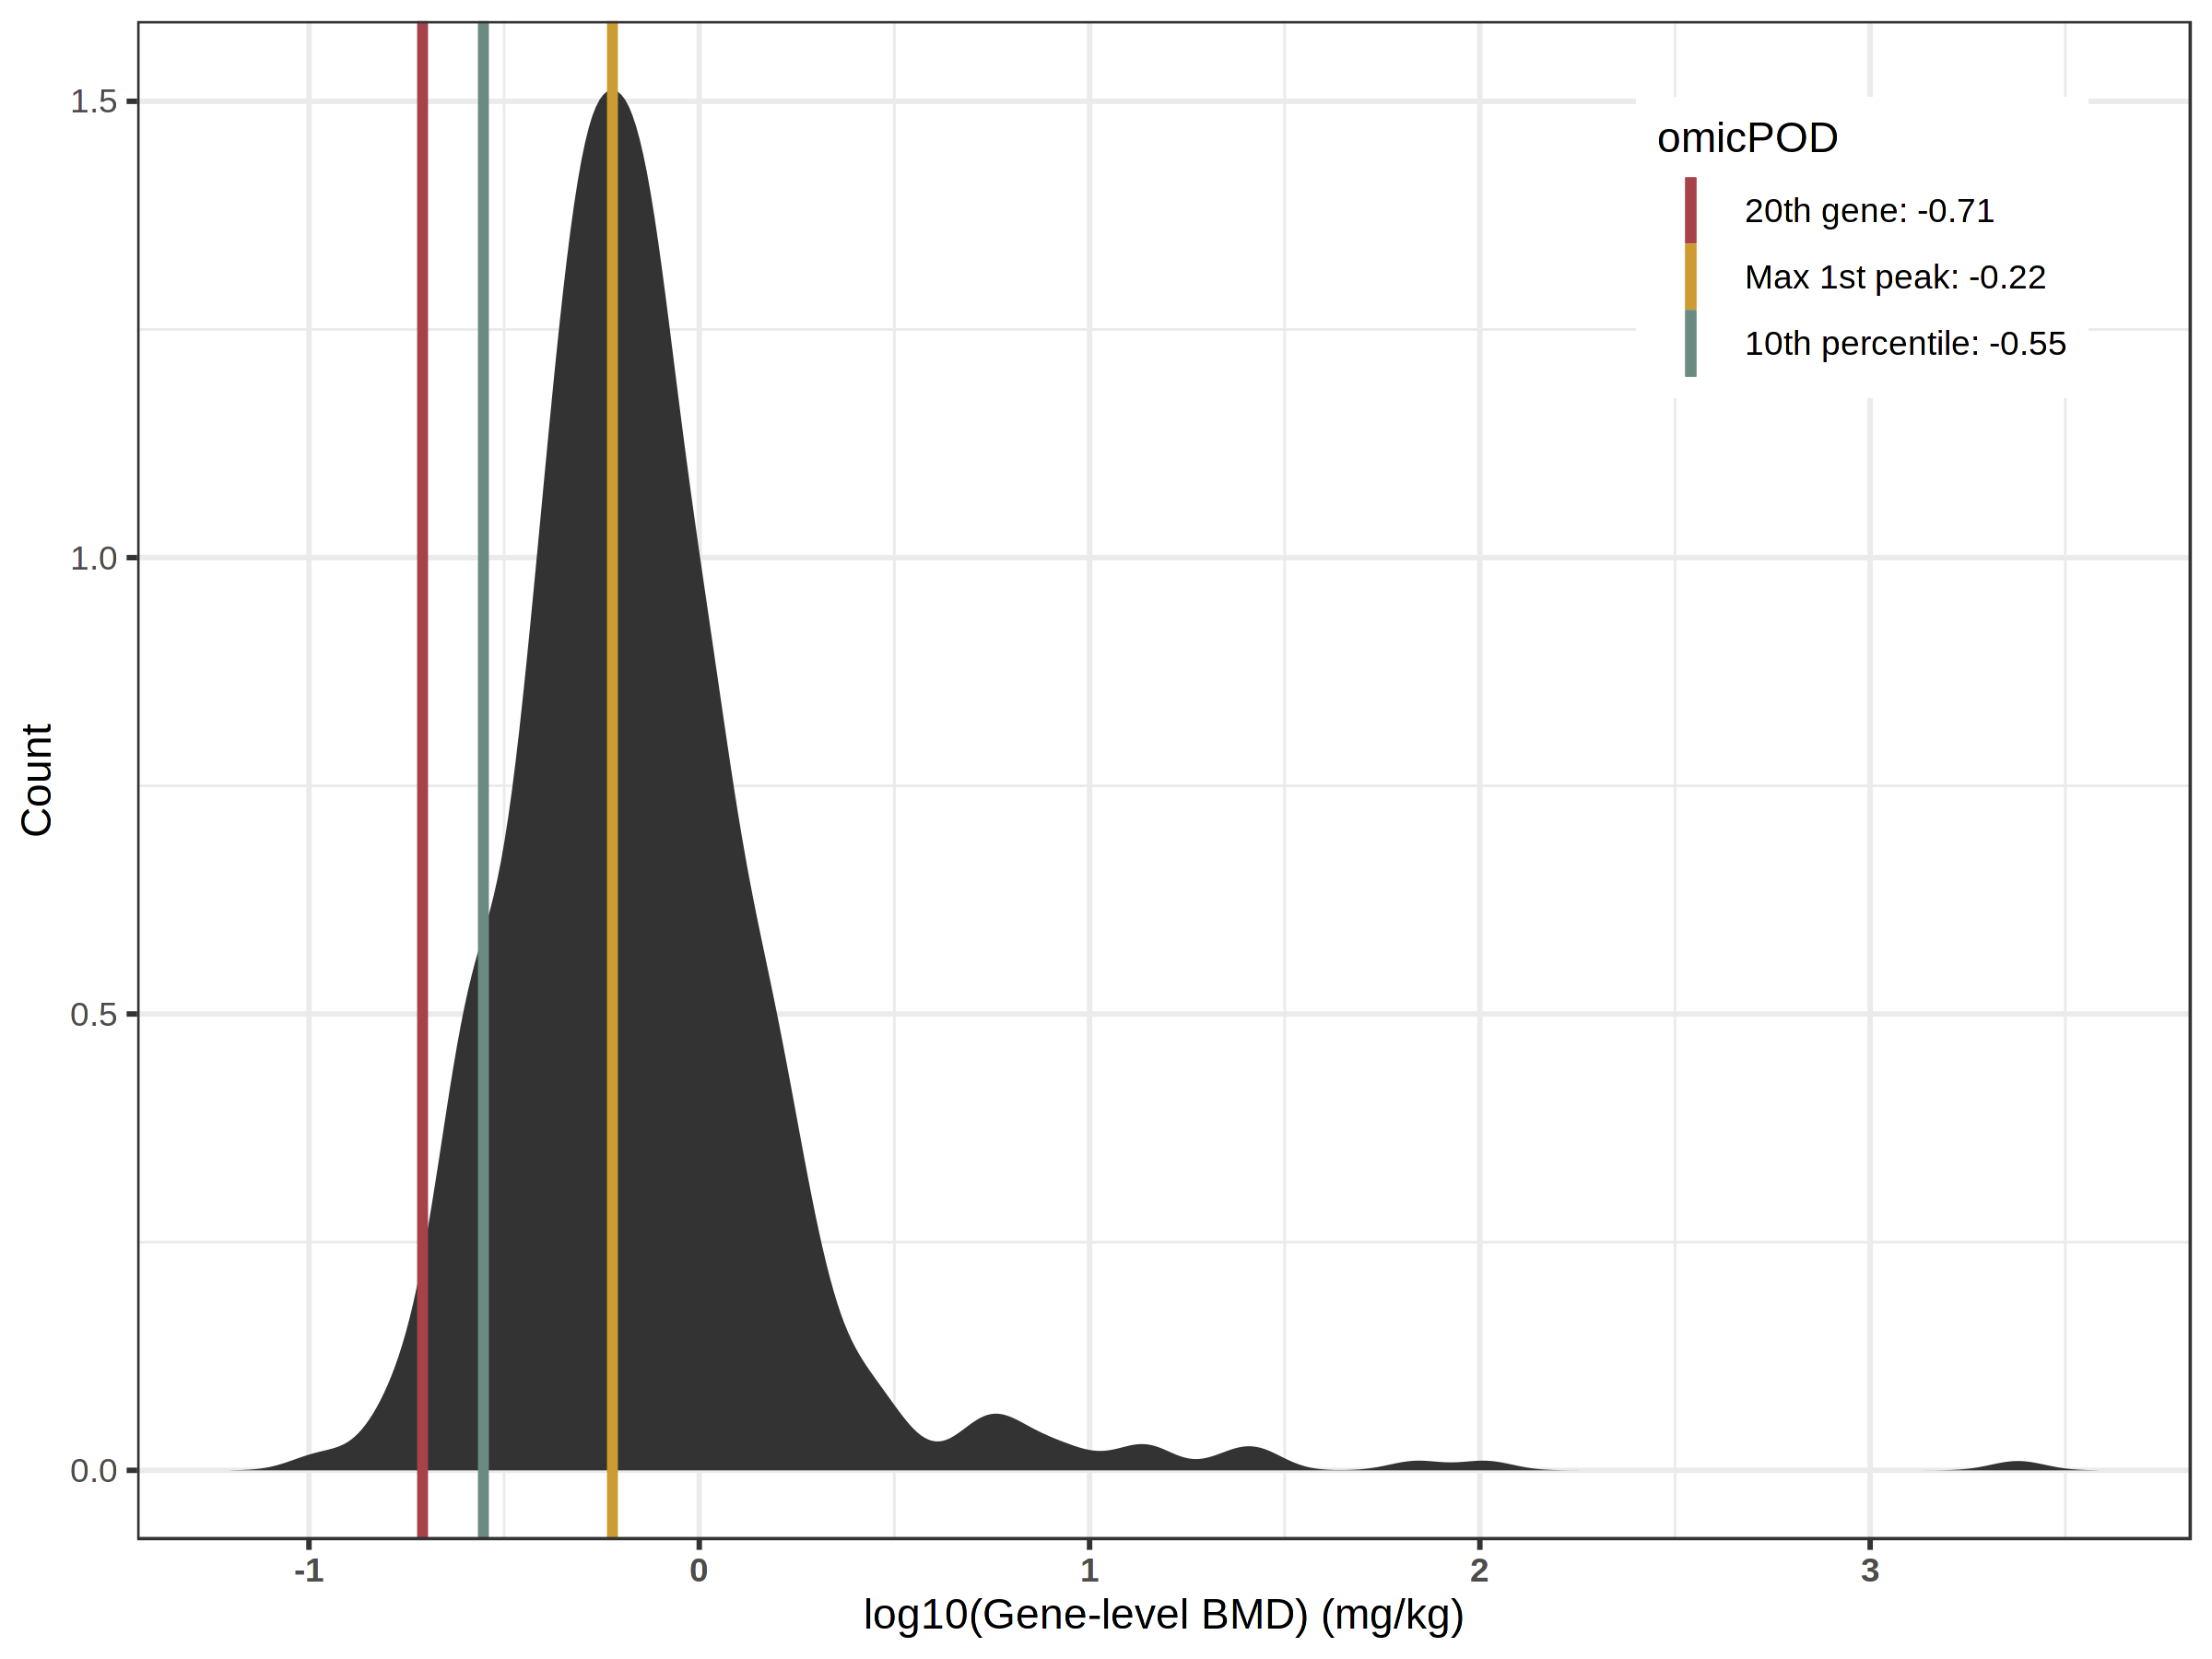 omicPOD
20th gene: -0.71
Max 1st peak: -0.22
10th percentile: -0.55
1.5
1.0
0.5
0.0
Count
-1 0 1 2 3
log10(Gene-level BMD) (mg/kg)